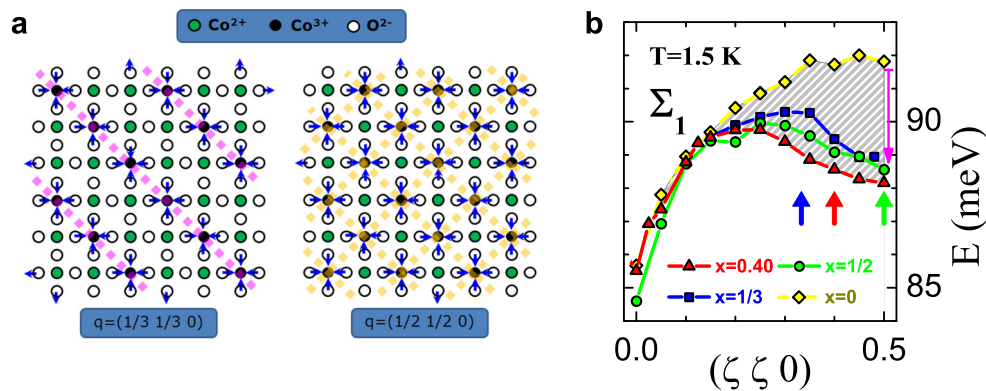 a
Co2+ Co3+ O2-
q=(1/3 1/3 0)
q=(1/2 1/2 0)
b
T=1.5 K
Σ1
x=0.40 x=1/2
x=1/3 x=0
90
85
E (meV)
0.0 0.5
(ζ ζ 0)